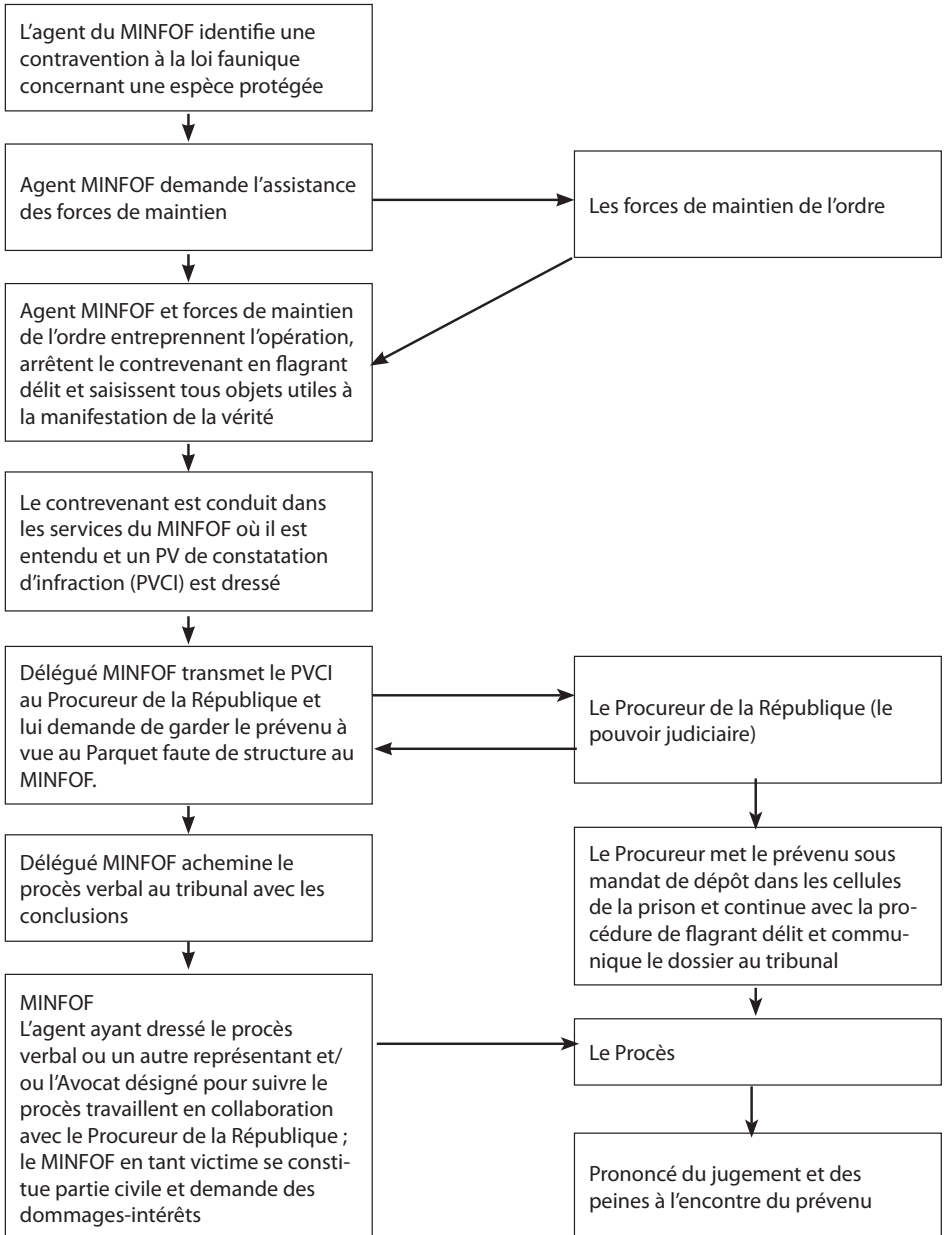 L’agent du MINFOF identifie une
contravention à la loi faunique
concernant une espèce protégée
Agent MINFOF demande l’assistance
des forces de maintien
Les forces de maintien de l’ordre
Agent MINFOF et forces de maintien
de l’ordre entreprennent l’opération,
arrêtent le contrevenant en flagrant
délit et saisissent tous objets utiles à
la manifestation de la vérité
Le contrevenant est conduit dans
les services du MINFOF où il est
entendu et un PV de constatation
d’infraction (PVCI) est dressé
Délégué MINFOF transmet le PVCI
au Procureur de la République et
lui demande de garder le prévenu à
vue au Parquet faute de structure au
MINFOF.
Le Procureur de la République (le
pouvoir judiciaire)
Délégué MINFOF achemine le
procès verbal au tribunal avec les
conclusions
Le Procureur met le prévenu sous
mandat de dépôt dans les cellules
de la prison et continue avec la pro-
cédure de flagrant délit et commu-
nique le dossier au tribunal
MINFOF
L’agent ayant dressé le procès
verbal ou un autre représentant et/
ou l’Avocat désigné pour suivre le
procès travaillent en collaboration
avec le Procureur de la République ;
le MINFOF en tant victime se consti-
tue partie civile et demande des
dommages-intérêts
Le Procès
Prononcé du jugement et des
peines à l’encontre du prévenu